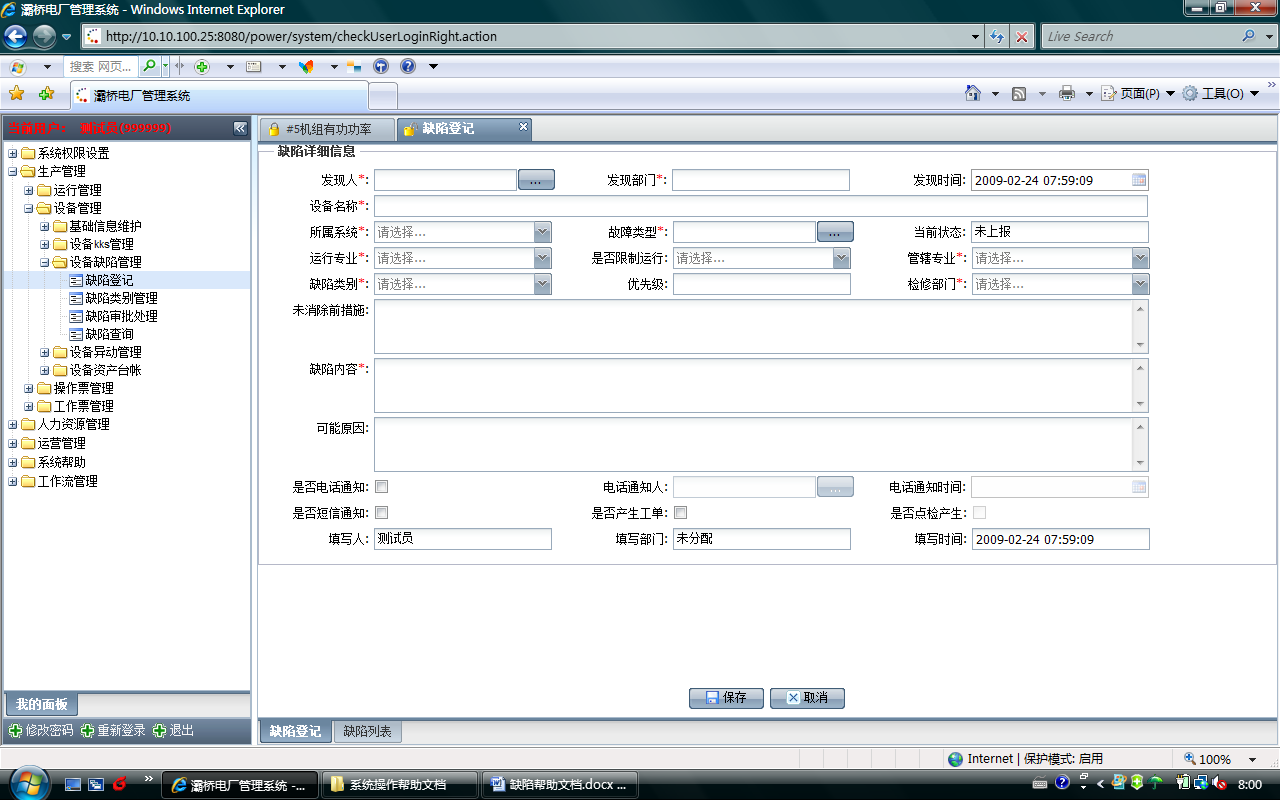 灞桥电厂管理系统 - Windows Internet Explorer
http://10.10.100.25:8080/power/system/checkUserLoginRight.action
Live Search
搜索 网页...
灞桥电厂管理系统
页面(P)
工具(O)
当前用户: 测试员(999999)
#5机组有功功率
缺陷登记
系统权限设置
生产管理
运行管理
设备管理
基础信息维护
设备kks管理
设备缺陷管理
缺陷登记
缺陷类别管理
缺陷审批处理
缺陷查询
设备异动管理
设备资产台帐
操作票管理
工作票管理
人力资源管理
运营管理
系统帮助
工作流管理
我的面板
修改密码 重新登录 退出
缺陷详细信息
发现人*: ... 发现部门*: 发现时间: 2009-02-24 07:59:09
设备名称*:
所属系统*: 请选择... 故障类型*: ... 当前状态: 未上报
运行专业*: 请选择... 是否限制运行: 请选择... 管辖专业*: 请选择...
缺陷类别*: 请选择... 优先级: 检修部门*: 请选择...
未消除前措施:
缺陷内容*:
可能原因:
是否电话通知: 电话通知人: ... 电话通知时间:
是否短信通知: 是否产生工单: 是否点检产生:
填写人: 测试员 填写部门: 未分配 填写时间: 2009-02-24 07:59:09
保存 取消
缺陷登记 缺陷列表
Internet | 保护模式: 启用
100%
灞桥电厂管理系统 -...
系统操作帮助文档
缺陷帮助文档.docx ...
8:00